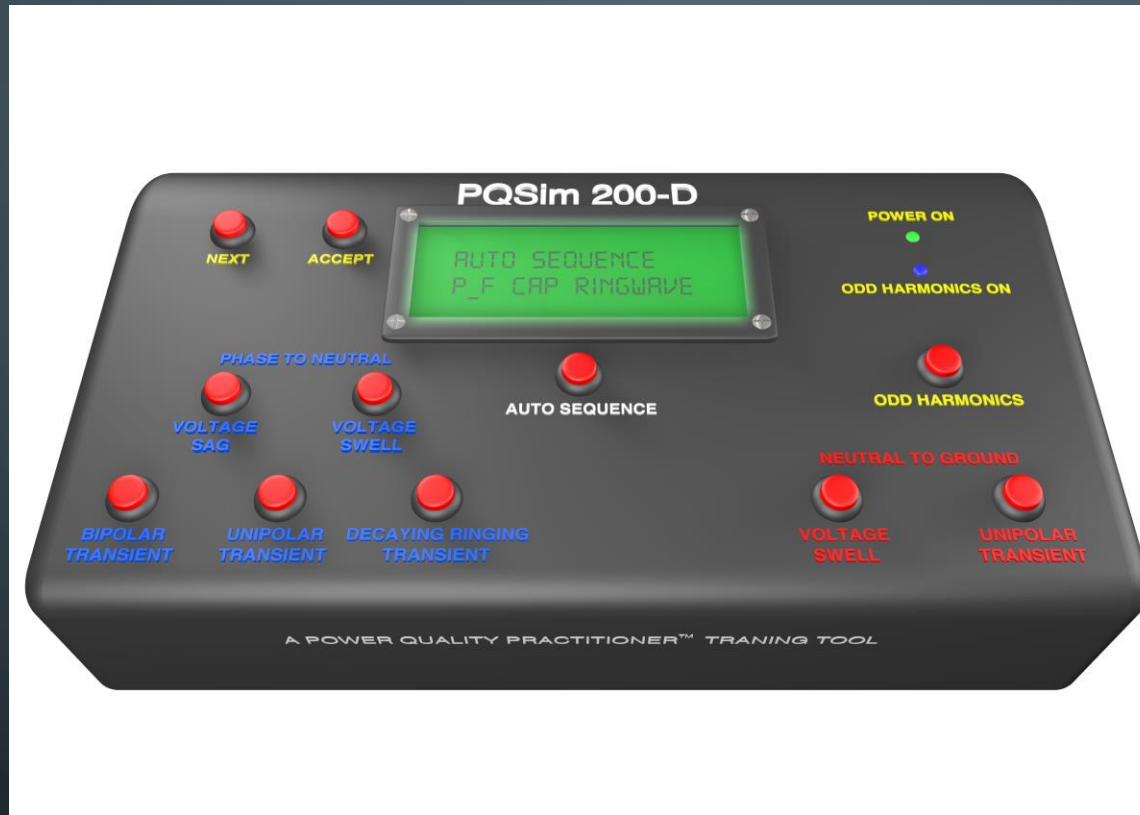 PQSim 200-D
NEXT
ACCEPT
AUTO SEQUENCE
P_F CAP RINGWAVE
POWER ON
ODD HARMONICS ON
PHASE TO NEUTRAL
VOLTAGE
SAG
VOLTAGE
SWELL
AUTO SEQUENCE
ODD HARMONICS
BIPOLAR
TRANSIENT
UNIPOLAR
TRANSIENT
DECAYING RINGING
TRANSIENT
NEUTRAL TO GROUND
VOLTAGE
SWELL
UNIPOLAR
TRANSIENT
A POWER QUALITY PRACTITIONER™ TRANING TOOL